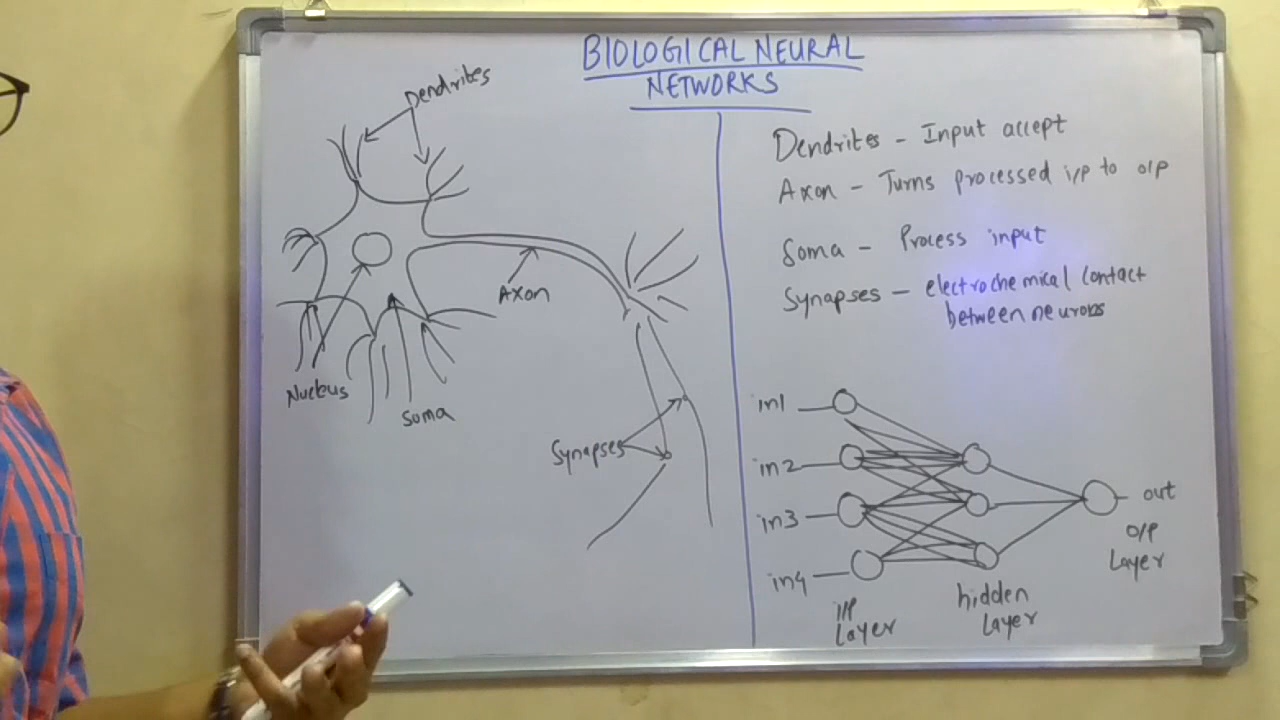 BIOLOGICAL NEURAL
NETWORKS
Dendrites
Axon
Nucleus
Soma
Synapses
Dendrites - Input accept
Axon - Turns processed i/p to o/p
Soma - Process input
Synapses - electrochemical contact
between neurons
in1
in2
in3
in4
out
O/P
Layer
hidden
Layer
I/P
Layer